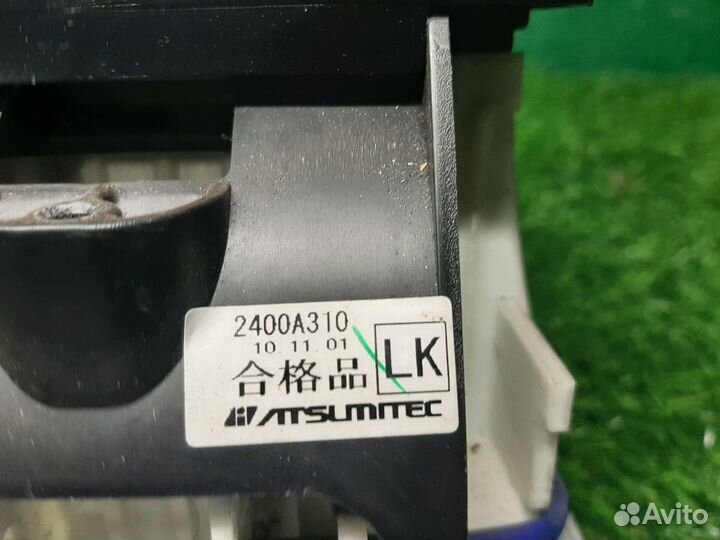 2400A310
10 11 01
LK
合格品
ATSUMITEC
Avito